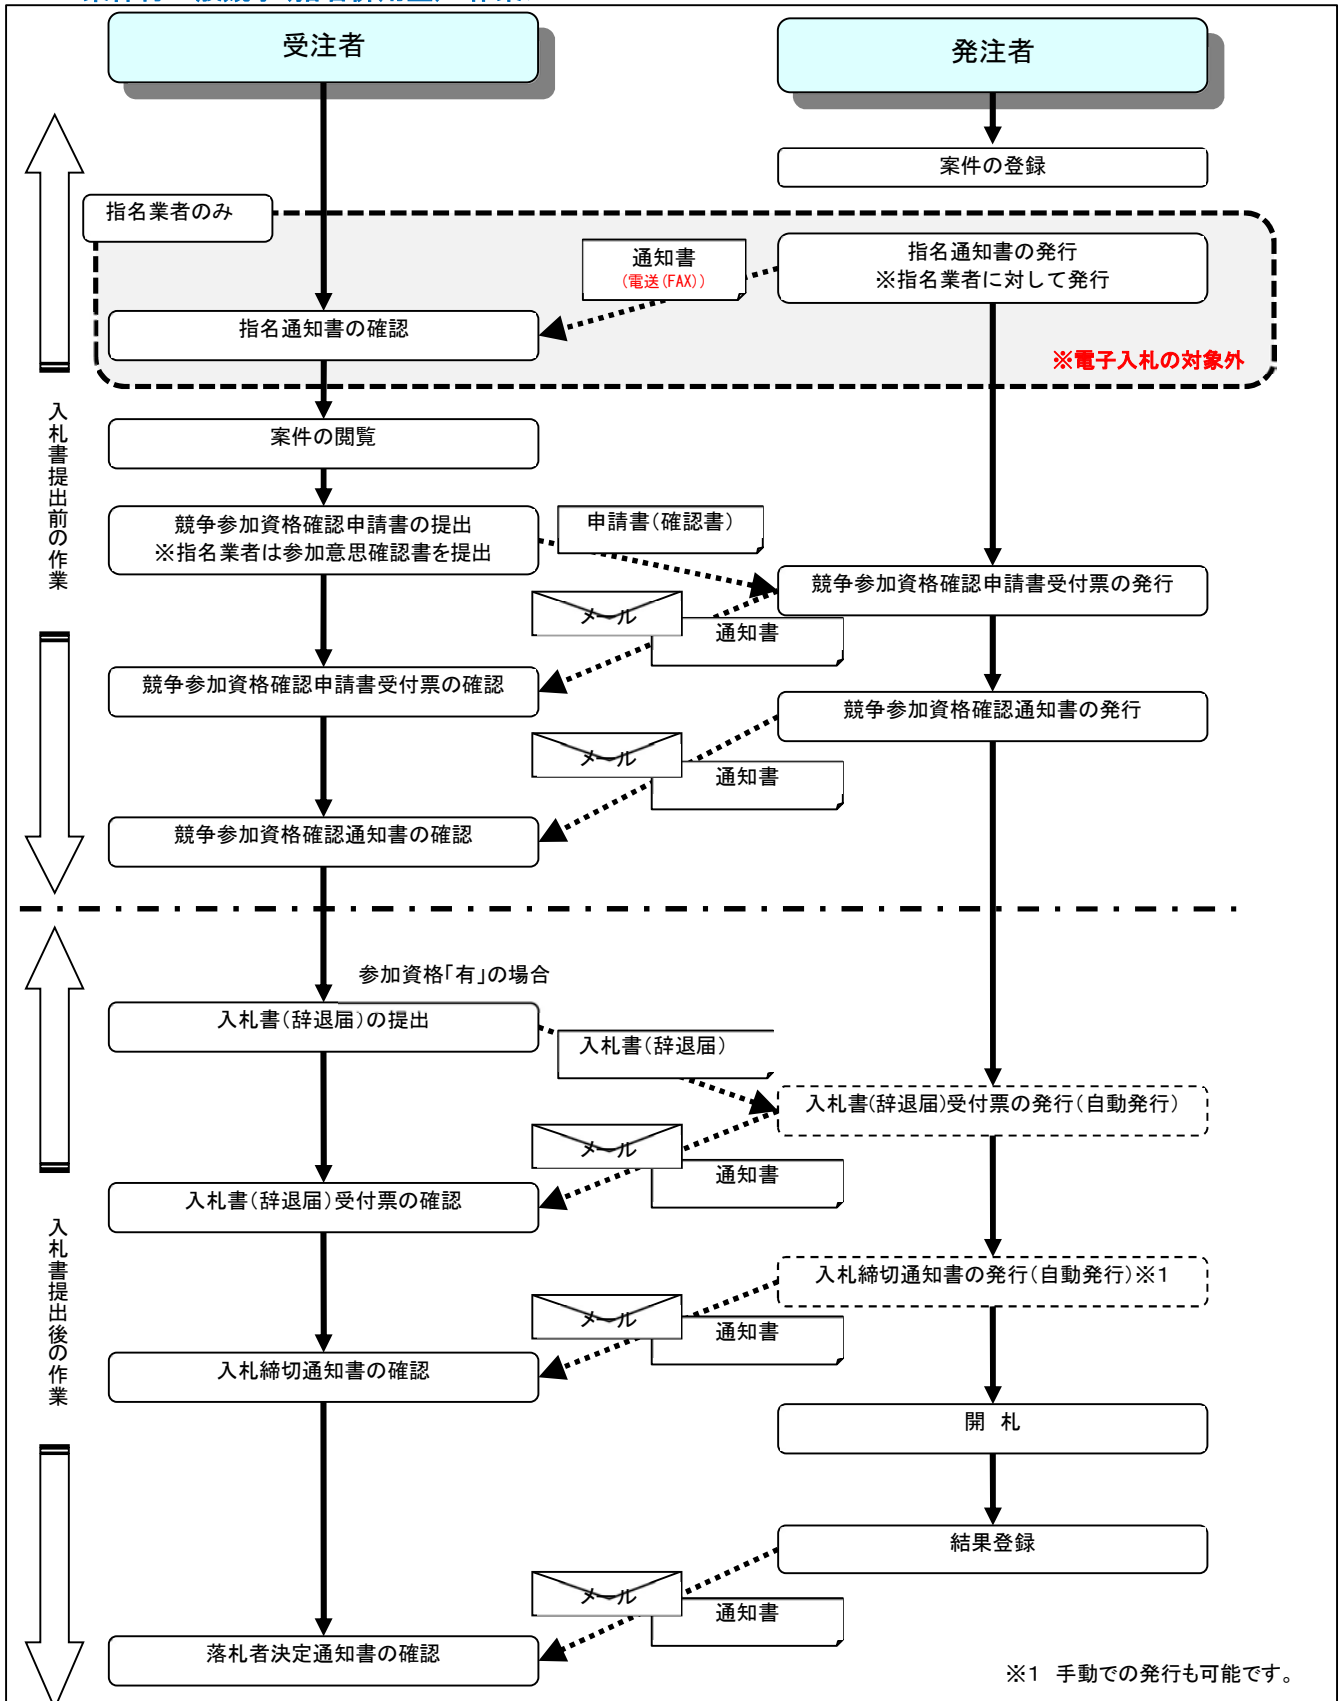 受注者
発注者
案件の登録
指名業者のみ
指名通知書の発行
※指名業者に対して発行
通知書
(電送(FAX))
指名通知書の確認
※電子入札の対象外
案件の閲覧
入札書提出前の作業
競争参加資格確認申請書の提出
※指名業者は参加意思確認書を提出
申請書(確認書)
競争参加資格確認申請書受付票の発行
メール
通知書
競争参加資格確認申請書受付票の確認
競争参加資格確認通知書の発行
メール
通知書
競争参加資格確認通知書の確認
参加資格「有」の場合
入札書(辞退届)の提出
入札書(辞退届)
入札書(辞退届)受付票の発行(自動発行)
メール
通知書
入札書(辞退届)受付票の確認
入札書提出後の作業
入札締切通知書の発行(自動発行)※1
メール
通知書
入札締切通知書の確認
開 札
結果登録
メール
通知書
落札者決定通知書の確認
※1 手動での発行も可能です。